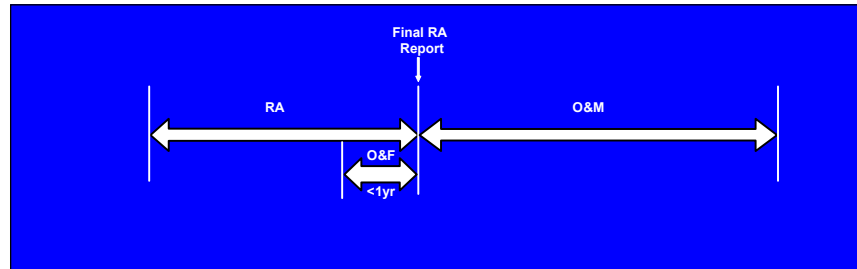 Final RA
Report
RA
O&M
O&F
<1yr